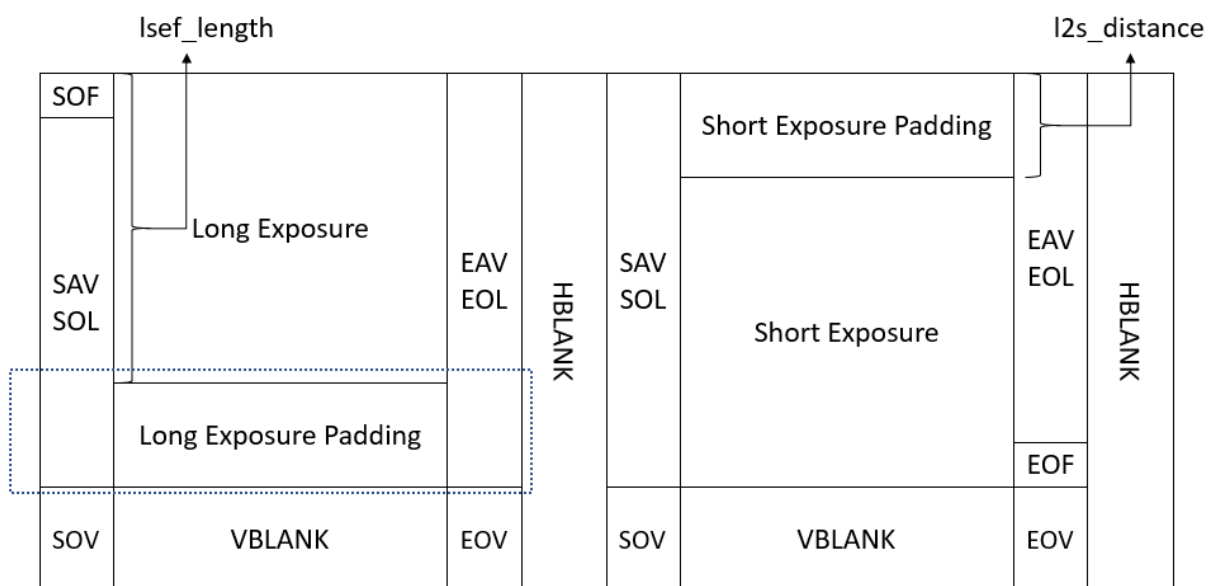 lsef_length
l2s_distance
SOF
Short Exposure Padding
Long Exposure
EAV
EOL
SAV
SOL
EAV
EOL
SAV
SOL
HBLANK
HBLANK
Short Exposure
Long Exposure Padding
EOF
SOV
VBLANK
EOV
SOV
VBLANK
EOV